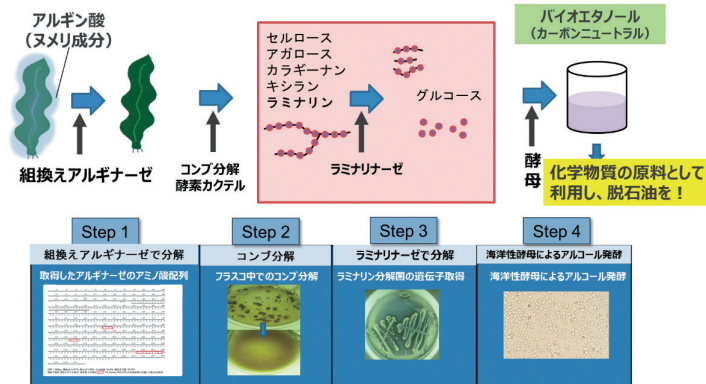 アルギン酸
（ヌメリ成分）
組換えアルギナーゼ
コンブ分解
酵素カクテル
セルロース
アガロース
カラギーナン
キシラン
ラミナリン
グルコース
ラミナリナーゼ
酵母
バイオエタノール
（カーボンニュートラル）
化学物質の原料として
利用し、脱石油を！
Step 1
組換えアルギナーゼで分解
取得したアルギナーゼのアミノ酸配列
Step 2
コンブ分解
フラスコ中でのコンブ分解
Step 3
ラミナリナーゼで分解
ラミナリン分解菌の遺伝子取得
Step 4
海洋性酵母によるアルコール発酵
海洋性酵母によるアルコール発酵